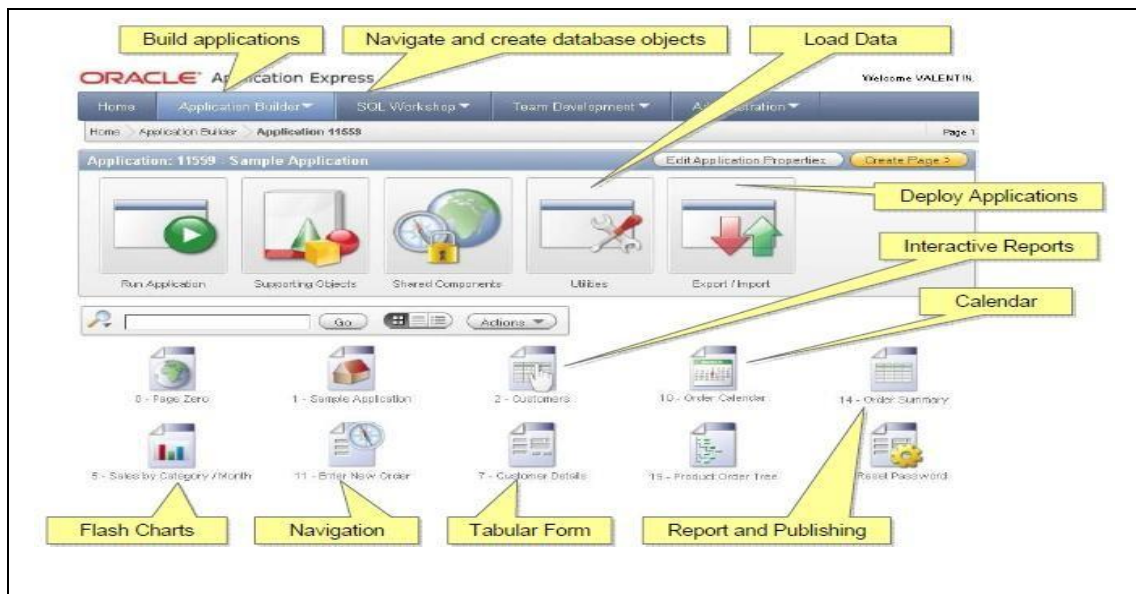 Build applications
Navigate and create database objects
Load Data
ORACLE Application Express
Welcome VALENTIN.
Home Application Builder SQL Workshop Team Development Administration
Home Application Builder Application 11559
Page 1
Application: 11559 - Sample Application
Edit Application Properties
Create Page >
Deploy Applications
Interactive Reports
Run Application
Supporting Objects
Shared Components
Utilities
Export / Import
Calendar
Go
Actions
0 - Page Zero
1 - Sample Application
2 - Customers
10 - Order Calendar
14 - Order Summary
5 - Sales by Category / Month
11 - Enter New Order
7 - Customer Details
15 - Product Order Tree
Reset Password
Flash Charts
Navigation
Tabular Form
Report and Publishing